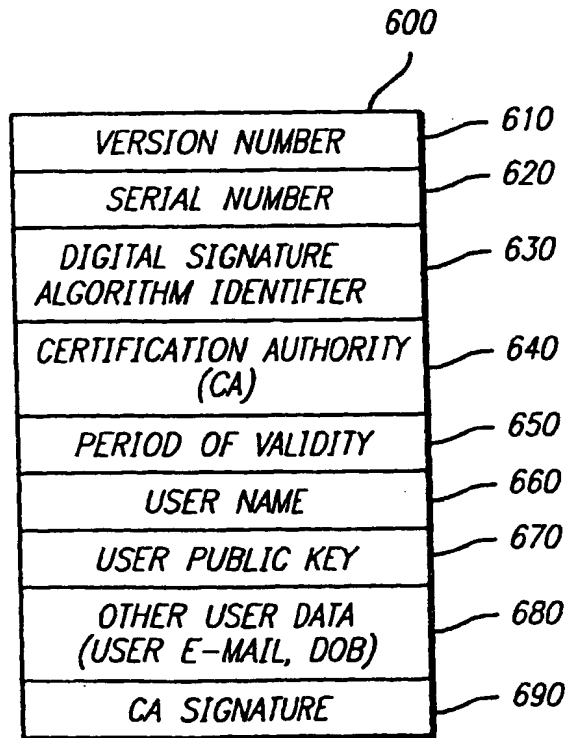 600
VERSION NUMBER 610
SERIAL NUMBER 620
DIGITAL SIGNATURE
ALGORITHM IDENTIFIER 630
CERTIFICATION AUTHORITY
(CA) 640
PERIOD OF VALIDITY 650
USER NAME 660
USER PUBLIC KEY 670
OTHER USER DATA
(USER E-MAIL, DOB) 680
CA SIGNATURE 690